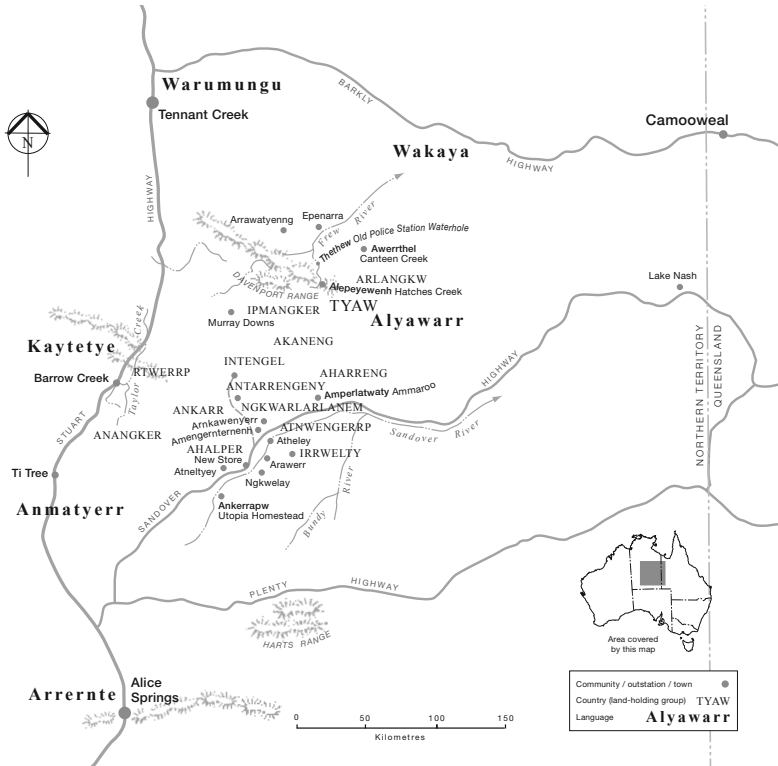 Warumungu
Tennant Creek
BARKLY
HIGHWAY
Camooweal
Wakaya
N
HIGHWAY
Arrawatyenng
Epenarra
Frew River
Thethew Old Police Station Waterhole
Awerrthel
Canteen Creek
DAVENPORT RANGE
Alepeyewenh Hatches Creek
ARLANGKW
TYAW
Alyawarr
IPMANGKER
Murray Downs
Lake Nash
AKANENG
Kaytetye
Taylor Creek
RTWERRP
Barrow Creek
INTENGEL
AHARRENG
HIGHWAY
ANTARRENGENY
Amperlatwaty Ammaroo
NGKWARLARLANEM
ANKARR
Arnkawenyerr
Amengernternenh
ATNWENGERRP
Sandover River
STUART
ANANGKER
AHALPER
Atheley
New Store
IRRWELTY
Arawerr
Atneltyey
Ngkwelay
NORTHERN TERRITORY
QUEENSLAND
Ti Tree
Anmatyerr
SANDOVER
Ankerrapw
Utopia Homestead
Bundy River
PLENTY
HIGHWAY
HARTS RANGE
Area covered
by this map
Arrernte
Alice
Springs
0 50 100 150
Kilometres
Community / outstation / town
Country (land-holding group) TYAW
Language Alyawarr